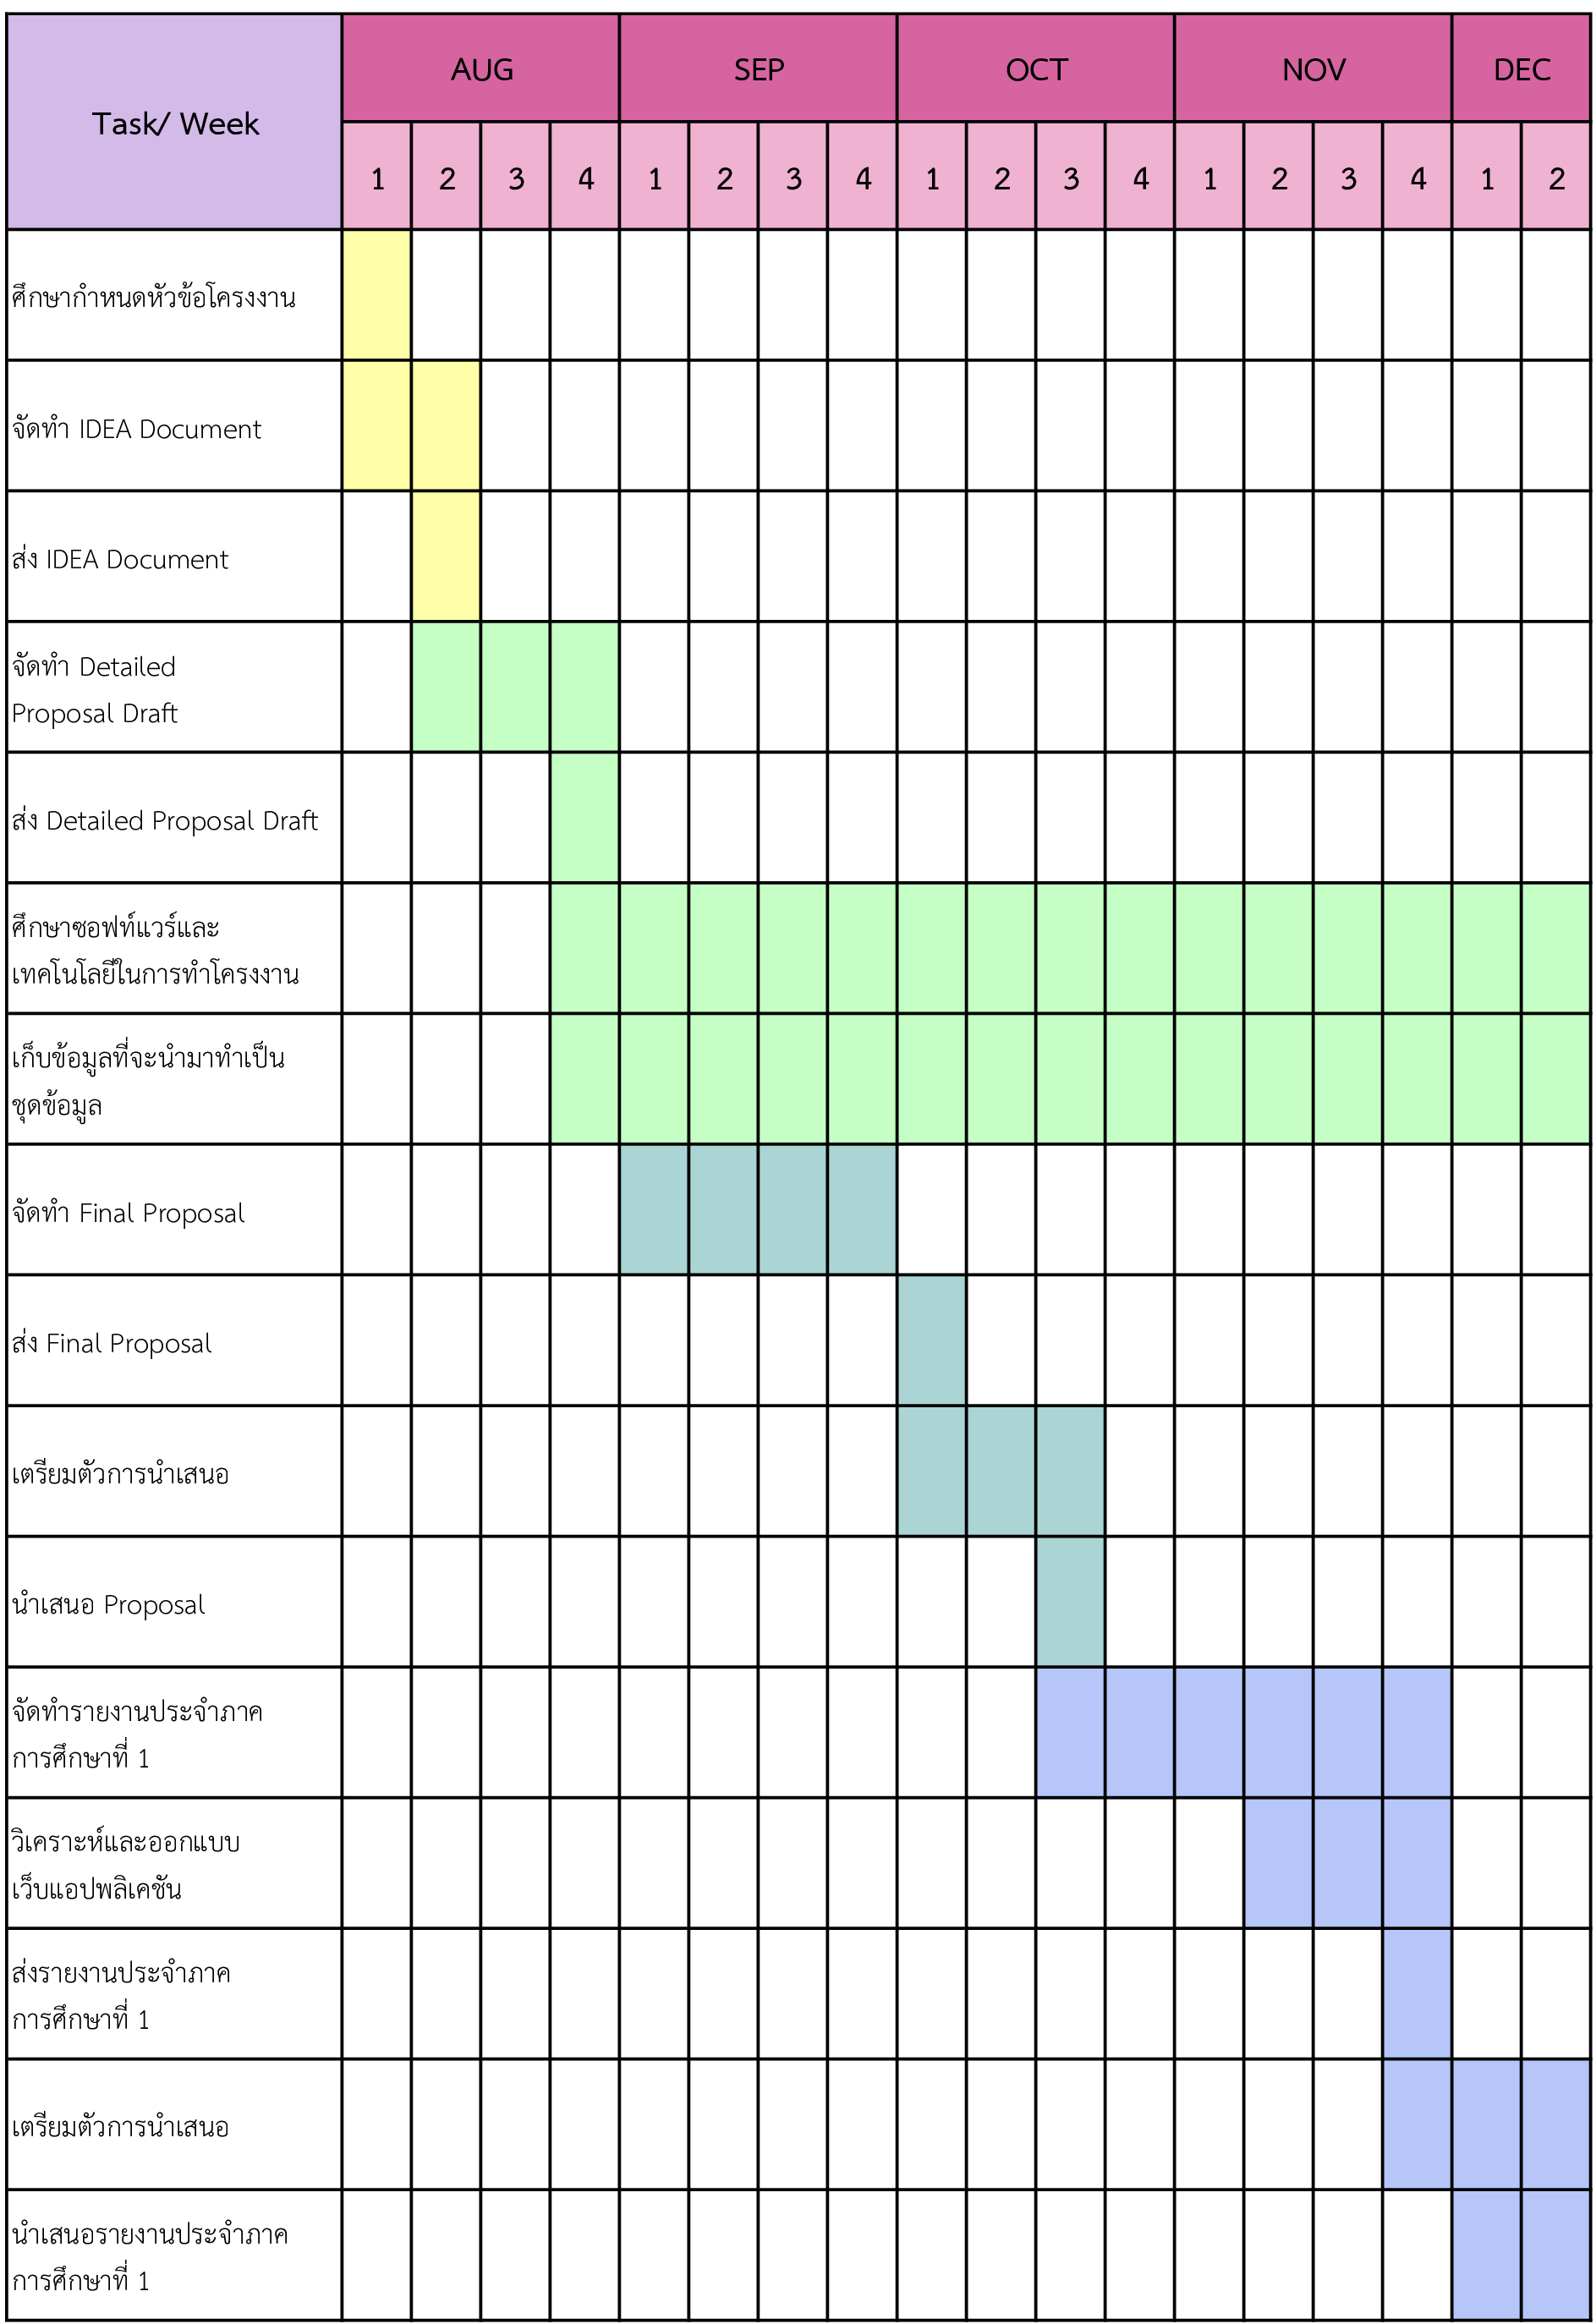 Task/ Week
AUG
SEP
OCT
NOV
DEC
1 2 3 4 1 2 3 4 1 2 3 4 1 2 3 4 1 2
ศึกษากำหนดหัวข้อโครงงาน
จัดทำ IDEA Document
ส่ง IDEA Document
จัดทำ Detailed
Proposal Draft
ส่ง Detailed Proposal Draft
ศึกษาซอฟท์แวร์และ
เทคโนโลยีในการทำโครงงาน
เก็บข้อมูลที่จะนำมาทำเป็น
ชุดข้อมูล
จัดทำ Final Proposal
ส่ง Final Proposal
เตรียมตัวการนำเสนอ
นำเสนอ Proposal
จัดทำรายงานประจำภาค
การศึกษาที่ 1
วิเคราะห์และออกแบบ
เว็บแอปพลิเคชัน
ส่งรายงานประจำภาค
การศึกษาที่ 1
เตรียมตัวการนำเสนอ
นำเสนอรายงานประจำภาค
การศึกษาที่ 1